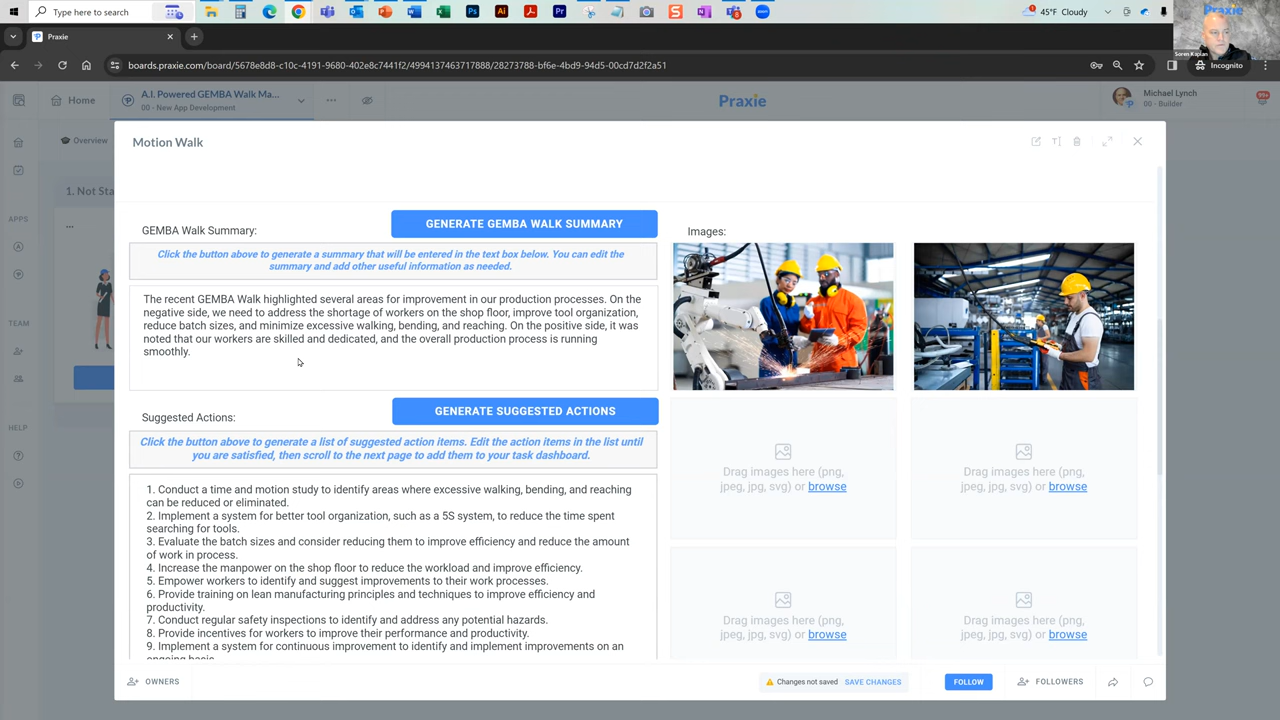 Type here to search
45°F Cloudy
Praxie
Soren Kaplan
Praxie
boards.praxie.com/board/5678e8d8-c10c-4191-9680-402e8c7441f2/4994137463717888/28273788-bf6e-4bd9-94d5-00cd7d2f2a51
Incognito
Home
A.I. Powered GEMBA Walk Ma...
00 - New App Development
Praxie
Michael Lynch
00 - Builder
99+
Overview
Motion Walk
1. Not Sta
...
APPS
TEAM
HELP
GEMBA Walk Summary:
GENERATE GEMBA WALK SUMMARY
Images:
Click the button above to generate a summary that will be entered in the text box below. You can edit the
summary and add other useful information as needed.
The recent GEMBA Walk highlighted several areas for improvement in our production processes. On the
negative side, we need to address the shortage of workers on the shop floor, improve tool organization,
reduce batch sizes, and minimize excessive walking, bending, and reaching. On the positive side, it was
noted that our workers are skilled and dedicated, and the overall production process is running
smoothly.
Suggested Actions:
GENERATE SUGGESTED ACTIONS
Click the button above to generate a list of suggested action items. Edit the action items in the list until
you are satisfied, then scroll to the next page to add them to your task dashboard.
1. Conduct a time and motion study to identify areas where excessive walking, bending, and reaching
can be reduced or eliminated.
2. Implement a system for better tool organization, such as a 5S system, to reduce the time spent
searching for tools.
3. Evaluate the batch sizes and consider reducing them to improve efficiency and reduce the amount
of work in process.
4. Increase the manpower on the shop floor to reduce the workload and improve efficiency.
5. Empower workers to identify and suggest improvements to their work processes.
6. Provide training on lean manufacturing principles and techniques to improve efficiency and
productivity.
7. Conduct regular safety inspections to identify and address any potential hazards.
8. Provide incentives for workers to improve their performance and productivity.
9. Implement a system for continuous improvement to identify and implement improvements on an
ongoing basis.
Drag images here (png,
jpeg, jpg, svg) or browse
Drag images here (png,
jpeg, jpg, svg) or browse
Drag images here (png,
jpeg, jpg, svg) or browse
Drag images here (png,
jpeg, jpg, svg) or browse
OWNERS
Changes not saved
SAVE CHANGES
FOLLOW
FOLLOWERS